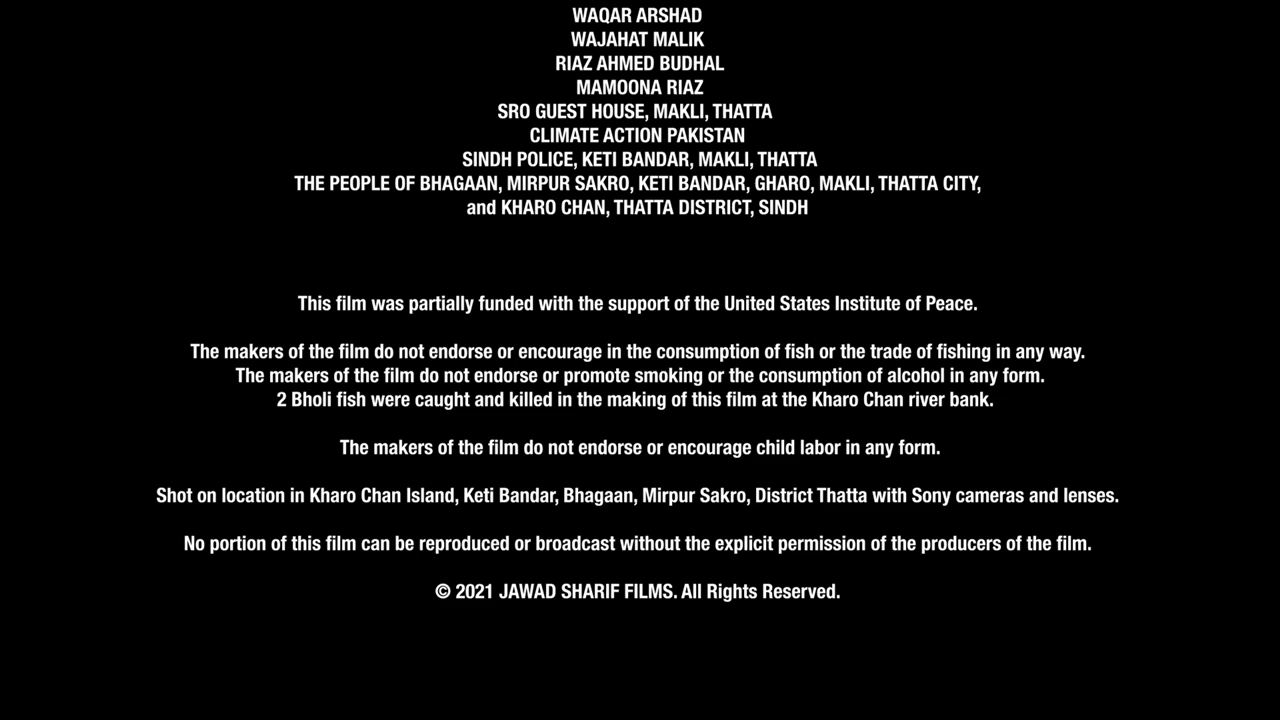 WAQAR ARSHAD
WAJAHAT MALIK
RIAZ AHMED BUDHAL
MAMOONA RIAZ
SRO GUEST HOUSE, MAKLI, THATTA
CLIMATE ACTION PAKISTAN
SINDH POLICE, KETI BANDAR, MAKLI, THATTA
THE PEOPLE OF BHAGAAN, MIRPUR SAKRO, KETI BANDAR, GHARO, MAKLI, THATTA CITY,
and KHARO CHAN, THATTA DISTRICT, SINDH
This film was partially funded with the support of the United States Institute of Peace.
The makers of the film do not endorse or encourage in the consumption of fish or the trade of fishing in any way.
The makers of the film do not endorse or promote smoking or the consumption of alcohol in any form.
2 Bholi fish were caught and killed in the making of this film at the Kharo Chan river bank.
The makers of the film do not endorse or encourage child labor in any form.
Shot on location in Kharo Chan Island, Keti Bandar, Bhagaan, Mirpur Sakro, District Thatta with Sony cameras and lenses.
No portion of this film can be reproduced or broadcast without the explicit permission of the producers of the film.
© 2021 JAWAD SHARIF FILMS. All Rights Reserved.